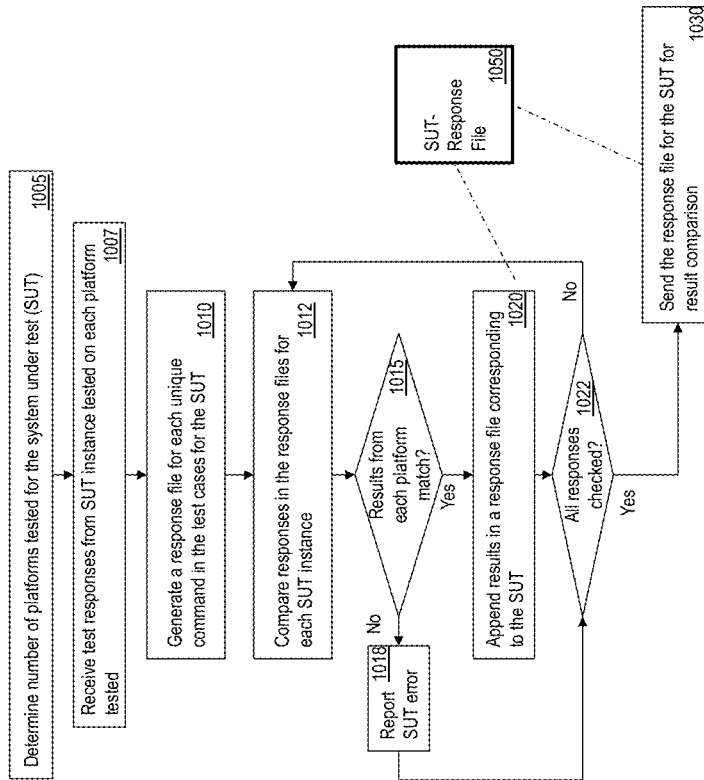 Determine number of platforms tested for the system under test (SUT)
1005
Receive test responses from SUT instance tested on each platform
tested
1007
Generate a response file for each unique
command in the test cases for the SUT
1010
Compare responses in the response files for
each SUT instance
1012
Results from
each platform
match?
1015
No
Yes
Report
SUT error
1018
Append results in a response file corresponding
to the SUT
1020
SUT-
Response
File
1050
All responses
checked?
1022
No
Yes
Send the response file for the SUT for
result comparison
1030